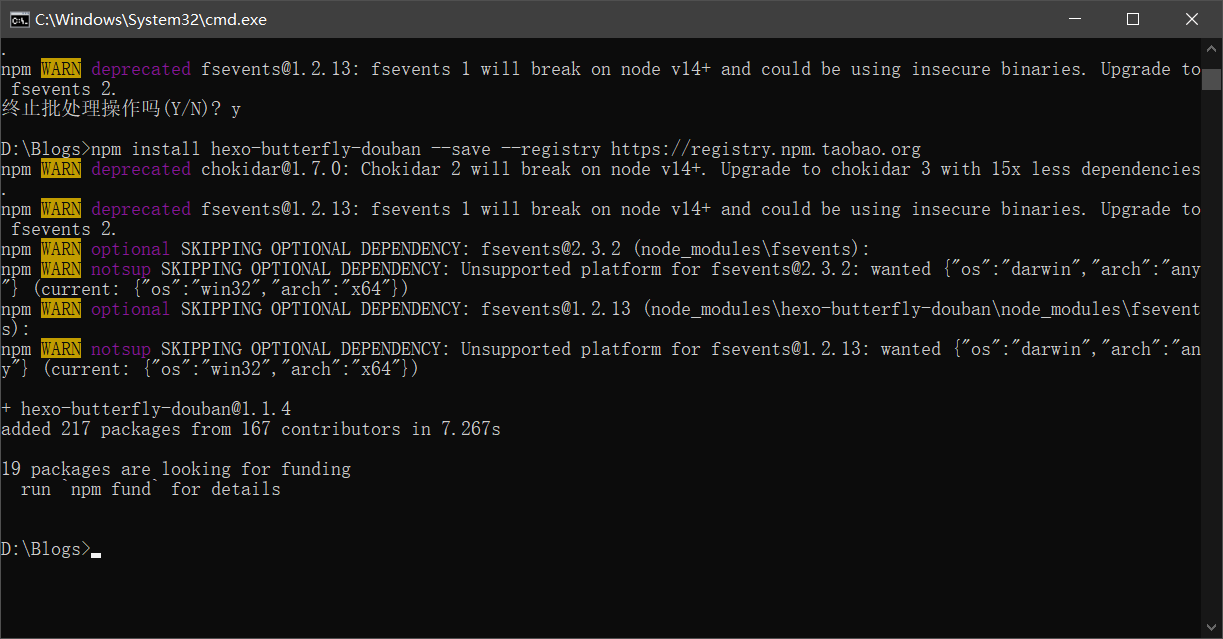 C:\Windows\System32\cmd.exe
.
npm WARN deprecated fsevents@1.2.13: fsevents 1 will break on node v14+ and could be using insecure binaries. Upgrade to
 fsevents 2.
终止批处理操作吗(Y/N)? y
D:\Blogs>npm install hexo-butterfly-douban --save --registry https://registry.npm.taobao.org
npm WARN deprecated chokidar@1.7.0: Chokidar 2 will break on node v14+. Upgrade to chokidar 3 with 15x less dependencies
.
npm WARN deprecated fsevents@1.2.13: fsevents 1 will break on node v14+ and could be using insecure binaries. Upgrade to
 fsevents 2.
npm WARN optional SKIPPING OPTIONAL DEPENDENCY: fsevents@2.3.2 (node_modules\fsevents):
npm WARN notsup SKIPPING OPTIONAL DEPENDENCY: Unsupported platform for fsevents@2.3.2: wanted {"os":"darwin","arch":"any
"} (current: {"os":"win32","arch":"x64"})
npm WARN optional SKIPPING OPTIONAL DEPENDENCY: fsevents@1.2.13 (node_modules\hexo-butterfly-douban\node_modules\fsevent
s):
npm WARN notsup SKIPPING OPTIONAL DEPENDENCY: Unsupported platform for fsevents@1.2.13: wanted {"os":"darwin","arch":"an
y"} (current: {"os":"win32","arch":"x64"})
+ hexo-butterfly-douban@1.1.4
added 217 packages from 167 contributors in 7.267s
19 packages are looking for funding
  run `npm fund` for details
D:\Blogs>